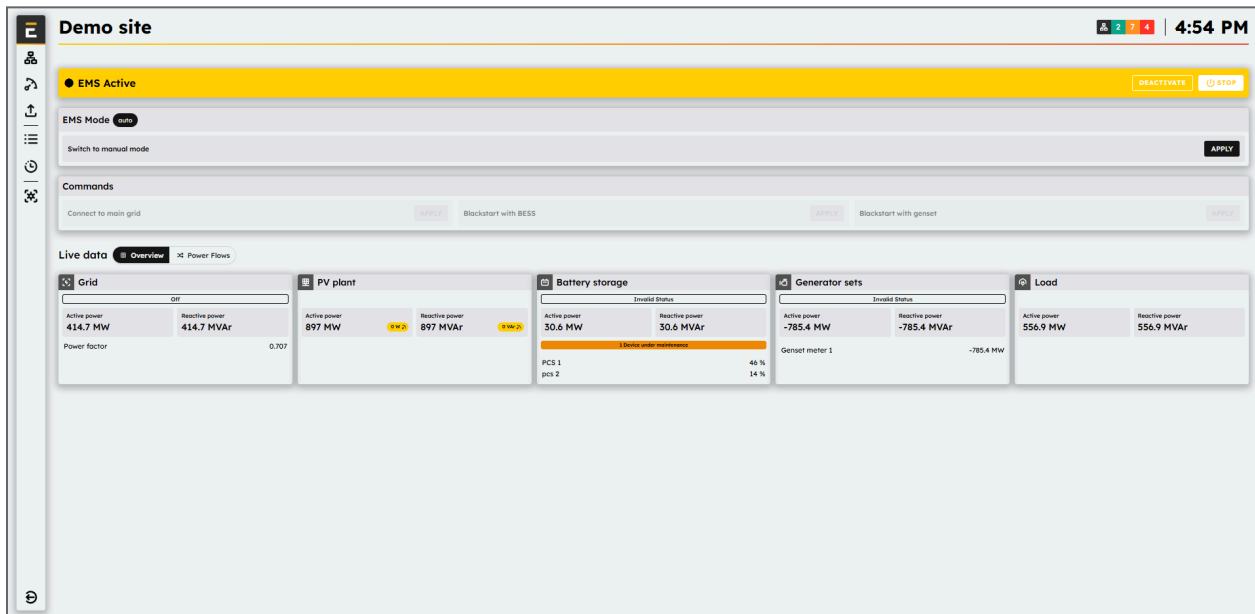 Demo site
2 7 4 4:54 PM
EMS Active
DEACTIVATE STOP
EMS Mode auto
Switch to manual mode APPLY
Commands
Connect to main grid APPLY Blackstart with BESS APPLY Blackstart with genset APPLY
Live data Overview Power Flows
Grid
Off
Active power Reactive power
414.7 MW 414.7 MVAr
Power factor 0.707
PV plant
Active power Reactive power
897 MW 0 W 897 MVAr 0 VAr
Battery storage
Invalid Status
Active power Reactive power
30.6 MW 30.6 MVAr
1 Device under maintenance
PCS 1 46 %
pcs 2 14 %
Generator sets
Invalid Status
Active power Reactive power
-785.4 MW -785.4 MVAr
Genset meter 1 -785.4 MW
Load
Active power Reactive power
556.9 MW 556.9 MVAr